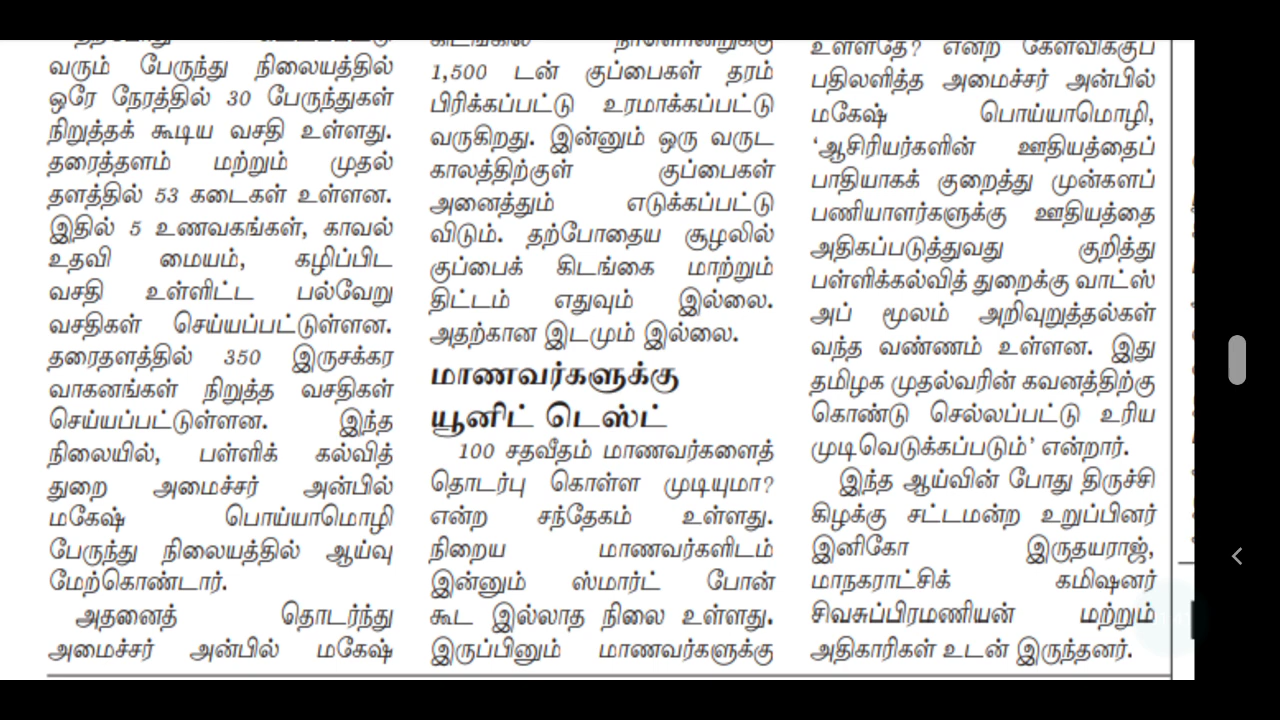 வரும் பேருந்து நிலையத்தில்
ஒரே நேரத்தில் 30 பேருந்துகள்
நிறுத்தக் கூடிய வசதி உள்ளது.
தரைத்தளம் மற்றும் முதல்
தளத்தில் 53 கடைகள் உள்ளன.
இதில் 5 உணவகங்கள், காவல்
உதவி மையம், கழிப்பிட
வசதி உள்ளிட்ட பல்வேறு
வசதிகள் செய்யப்பட்டுள்ளன.
தரைதளத்தில் 350 இருசக்கர
வாகனங்கள் நிறுத்த வசதிகள்
செய்யப்பட்டுள்ளன. இந்த
நிலையில், பள்ளிக் கல்வித்
துறை அமைச்சர் அன்பில்
மகேஷ் பொய்யாமொழி
பேருந்து நிலையத்தில் ஆய்வு
மேற்கொண்டார்.
அதனைத் தொடர்ந்து
அமைச்சர் அன்பில் மகேஷ்
கிடங்கில் நாளொன்றுக்கு
1,500 டன் குப்பைகள் தரம்
பிரிக்கப்பட்டு உரமாக்கப்பட்டு
வருகிறது. இன்னும் ஒரு வருட
காலத்திற்குள் குப்பைகள்
அனைத்தும் எடுக்கப்பட்டு
விடும். தற்போதைய சூழலில்
குப்பைக் கிடங்கை மாற்றும்
திட்டம் எதுவும் இல்லை.
அதற்கான இடமும் இல்லை.
மாணவர்களுக்கு
யூனிட் டெஸ்ட்
100 சதவீதம் மாணவர்களைத்
தொடர்பு கொள்ள முடியுமா?
என்ற சந்தேகம் உள்ளது.
நிறைய மாணவர்களிடம்
இன்னும் ஸ்மார்ட் போன்
கூட இல்லாத நிலை உள்ளது.
இருப்பினும் மாணவர்களுக்கு
உள்ளதே? என்ற கேள்விக்குப்
பதிலளித்த அமைச்சர் அன்பில்
மகேஷ் பொய்யாமொழி,
‘ஆசிரியர்களின் ஊதியத்தைப்
பாதியாகக் குறைத்து முன்களப்
பணியாளர்களுக்கு ஊதியத்தை
அதிகப்படுத்துவது குறித்து
பள்ளிக்கல்வித் துறைக்கு வாட்ஸ்
அப் மூலம் அறிவுறுத்தல்கள்
வந்த வண்ணம் உள்ளன. இது
தமிழக முதல்வரின் கவனத்திற்கு
கொண்டு செல்லப்பட்டு உரிய
முடிவெடுக்கப்படும்’ என்றார்.
இந்த ஆய்வின் போது திருச்சி
கிழக்கு சட்டமன்ற உறுப்பினர்
இனிகோ இருதயராஜ்,
மாநகராட்சிக் கமிஷனர்
சிவசுப்பிரமணியன் மற்றும்
அதிகாரிகள் உடன் இருந்தனர்.